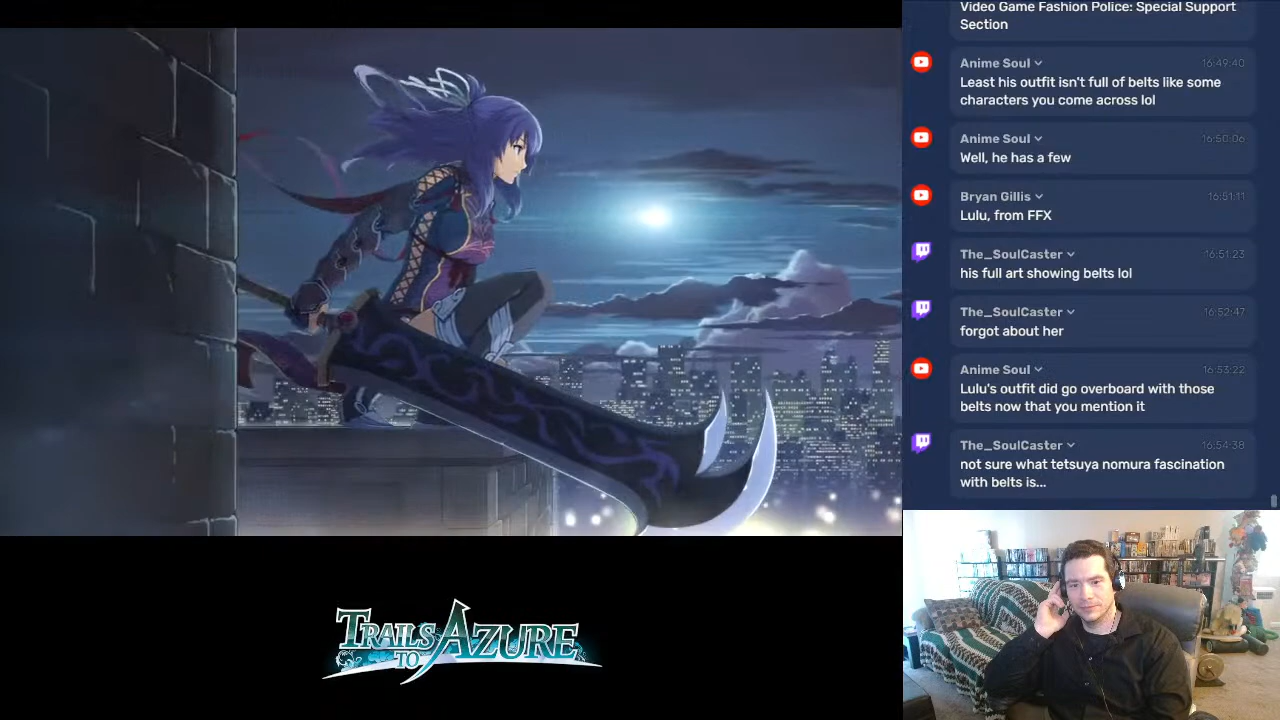 Video Game Fashion Police: Special Support
Section
Anime Soul
16:49:40
Least his outfit isn't full of belts like some
characters you come across lol
Anime Soul
16:50:06
Well, he has a few
Bryan Gillis
16:51:11
Lulu, from FFX
The_SoulCaster
16:51:23
his full art showing belts lol
The_SoulCaster
16:52:47
forgot about her
Anime Soul
16:53:22
Lulu's outfit did go overboard with those
belts now that you mention it
The_SoulCaster
16:54:38
not sure what tetsuya nomura fascination
with belts is...
TRAILS
TO
AZURE